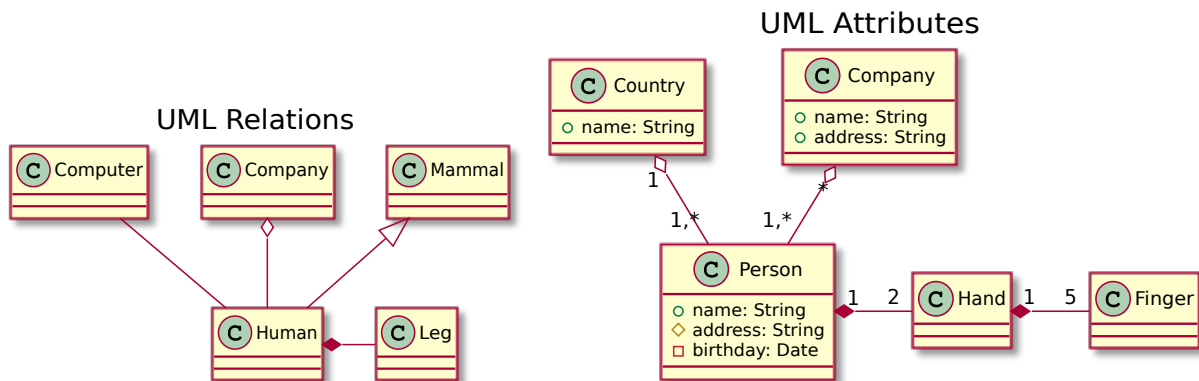 UML Relations
C Computer
C Company
C Mammal
C Human
C Leg
UML Attributes
C Country
name: String
C Company
name: String
address: String
1
*
1,*
1,*
C Person
name: String
address: String
birthday: Date
1
2
C Hand
1
5
C Finger